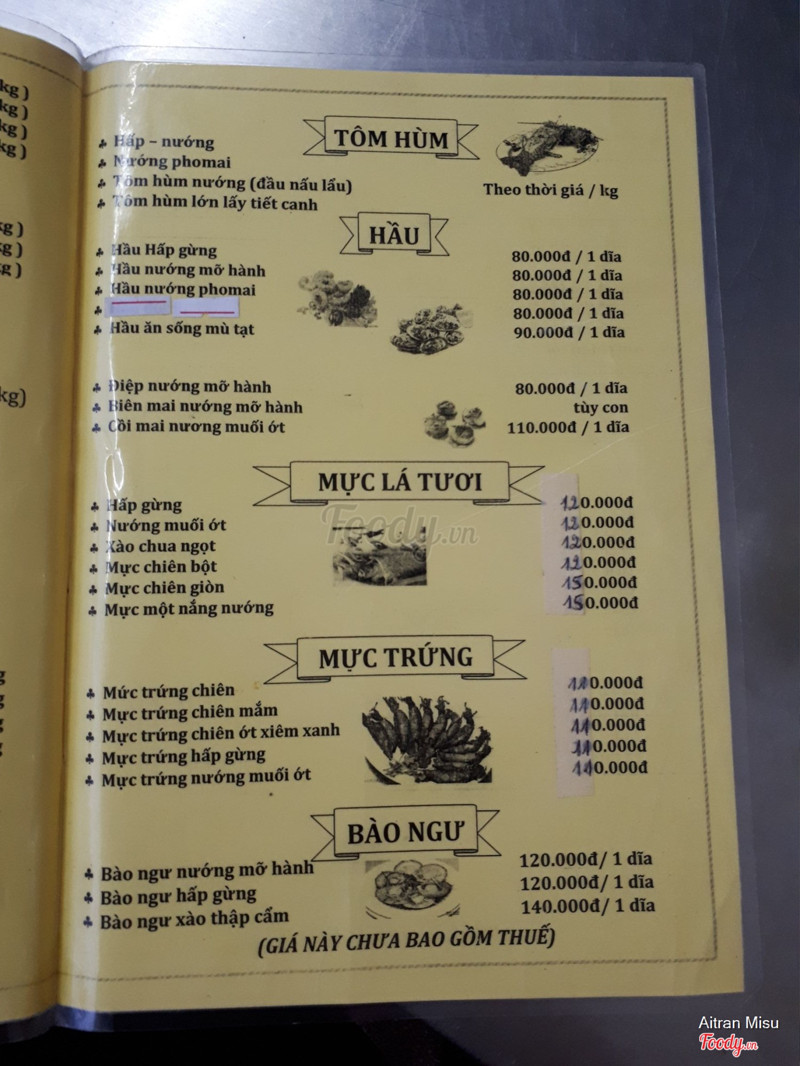 kg )
kg )
kg )
kg )
g )
g )
g )
kg)
TÔM HÙM
Hấp – nướng
Nướng phomai
Tôm hùm nướng (đầu nấu lẩu)
Theo thời giá / kg
Tôm hùm lớn lấy tiết canh
HẦU
Hầu Hấp gừng 80.000đ / 1 dĩa
Hầu nướng mỡ hành 80.000đ / 1 dĩa
Hầu nướng phomai 80.000đ / 1 dĩa
80.000đ / 1 dĩa
Hầu ăn sống mù tạt 90.000đ / 1 dĩa
Điệp nướng mỡ hành 80.000đ / 1 dĩa
Biên mai nướng mỡ hành tùy con
Cồi mai nương muối ớt 110.000đ / 1 dĩa
MỰC LÁ TƯƠI
Hấp gừng 120.000đ
Nướng muối ớt 120.000đ
Xào chua ngọt 120.000đ
Mực chiên bột 120.000đ
Mực chiên giòn 150.000đ
Mực một nắng nướng 150.000đ
Foody.vn
MỰC TRỨNG
Mức trứng chiên 110.000đ
Mực trứng chiên mắm 110.000đ
Mực trứng chiên ớt xiêm xanh 110.000đ
Mực trứng hấp gừng 110.000đ
Mực trứng nướng muối ớt 110.000đ
BÀO NGƯ
Bào ngư nướng mỡ hành 120.000đ/ 1 dĩa
Bào ngư hấp gừng 120.000đ/ 1 dĩa
Bào ngư xào thập cẩm 140.000đ/ 1 dĩa
(GIÁ NÀY CHƯA BAO GỒM THUẾ)
Aitran Misu
Foody.vn